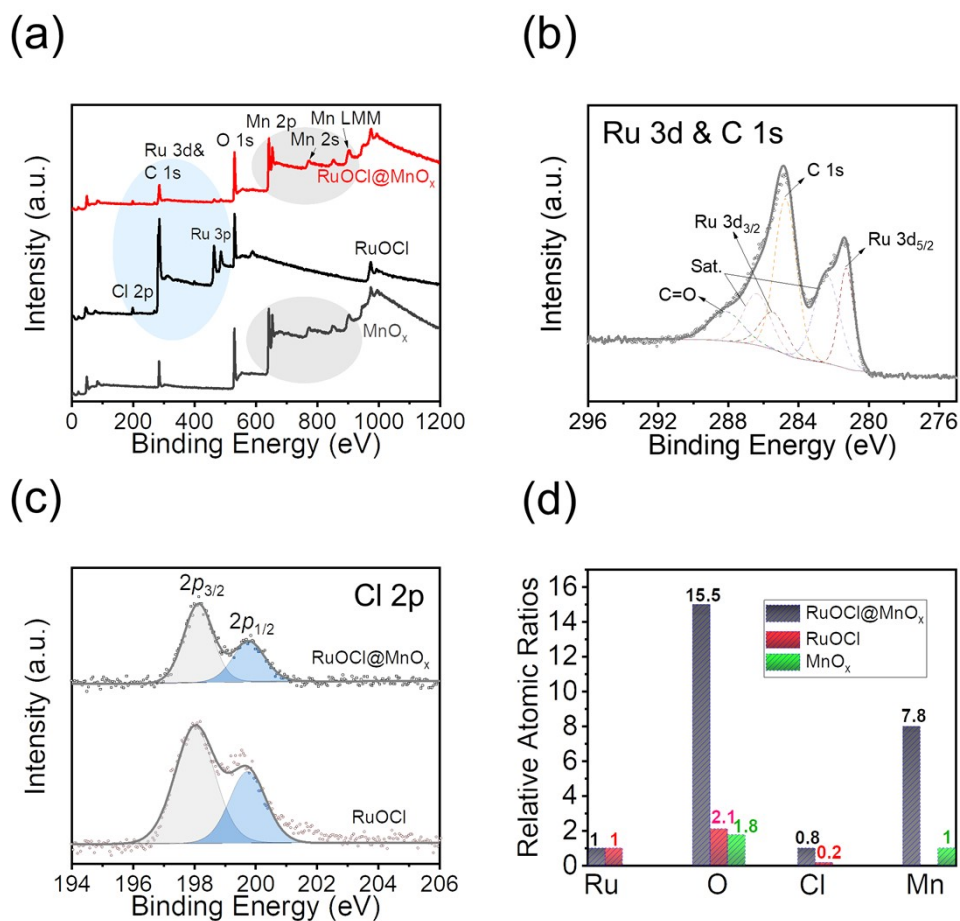 (a)
Intensity (a.u.)
Ru 3d&
C 1s
O 1s
Mn 2p
Mn 2s
Mn LMM
RuOCl@MnOₓ
Ru 3p
Cl 2p
RuOCl
MnOₓ
0 200 400 600 800 1000 1200
Binding Energy (eV)
(b)
Intensity (a.u.)
Ru 3d & C 1s
C 1s
Ru 3d₃/₂
Ru 3d₅/₂
Sat.
C=O
296 292 288 284 280 276
Binding Energy (eV)
(c)
Intensity (a.u.)
Cl 2p
2p₃/₂
2p₁/₂
RuOCl@MnOₓ
RuOCl
194 196 198 200 202 204 206
Binding Energy (eV)
(d)
Relative Atomic Ratios
16
14
12
10
8
6
4
2
0
RuOCl@MnOₓ
RuOCl
MnOₓ
1 1
15.5
2.1
1.8
0.8
0.2
7.8
1
Ru O Cl Mn